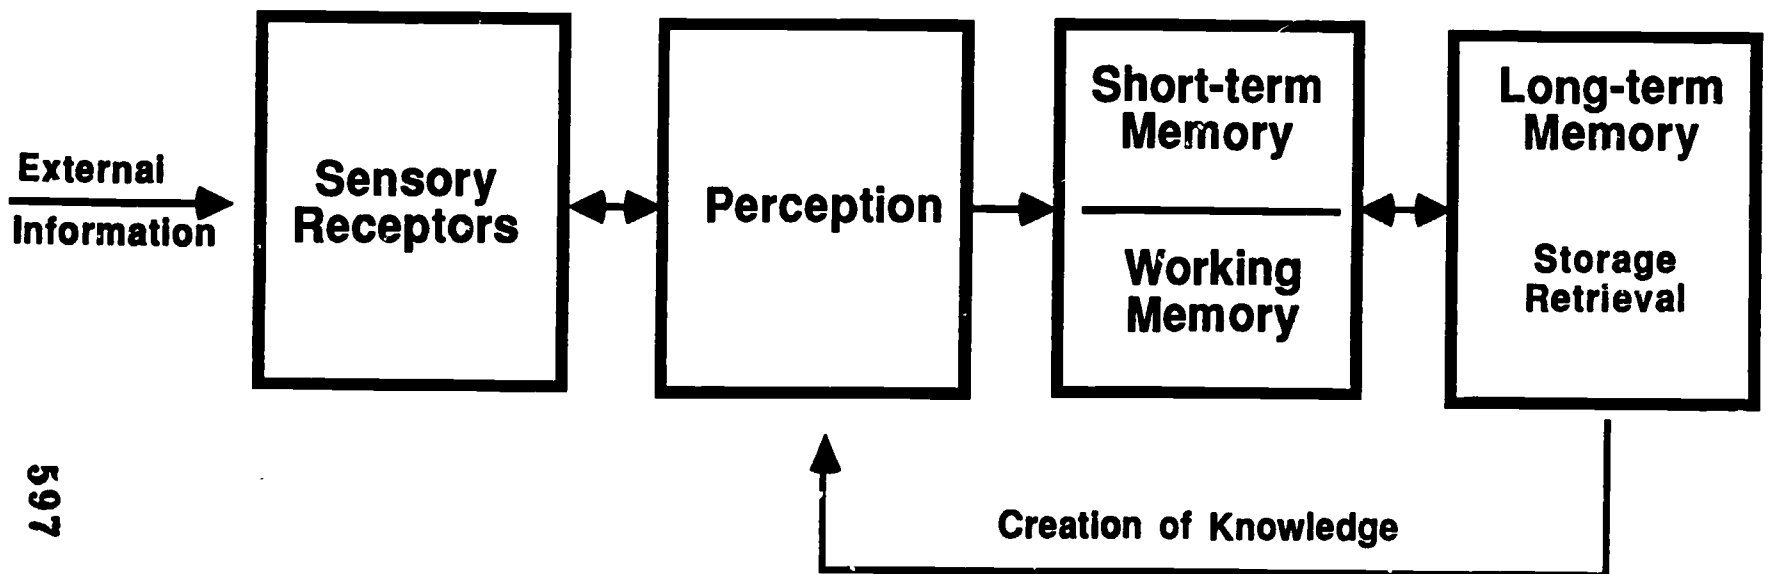 External
Information
Sensory
Receptors
Perception
Short-term
Memory
Working
Memory
Long-term
Memory
Storage
Retrieval
Creation of Knowledge
597